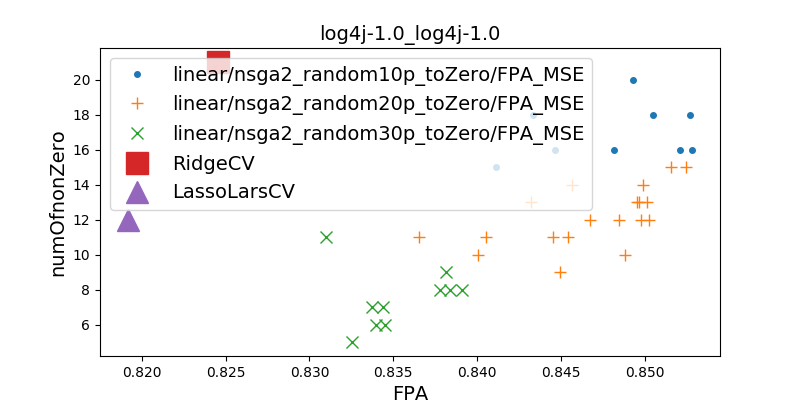 log4j-1.0_log4j-1.0
numOfnonZero
20
18
16
14
12
10
8
6
linear/nsga2_random10p_toZero/FPA_MSE
linear/nsga2_random20p_toZero/FPA_MSE
linear/nsga2_random30p_toZero/FPA_MSE
RidgeCV
LassoLarsCV
0.820 0.825 0.830 0.835 0.840 0.845 0.850
FPA